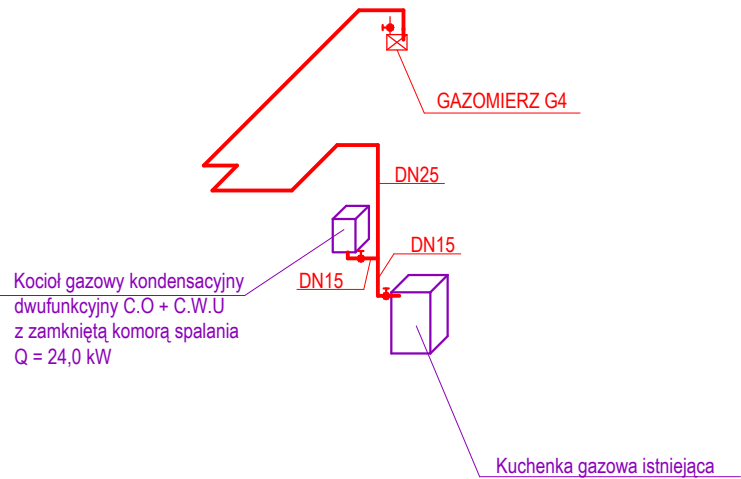 GAZOMIERZ G4
DN25
DN15
DN15
Kocioł gazowy kondensacyjny
dwufunkcyjny C.O + C.W.U
z zamkniętą komorą spalania
Q = 24,0 kW
Kuchenka gazowa istniejąca